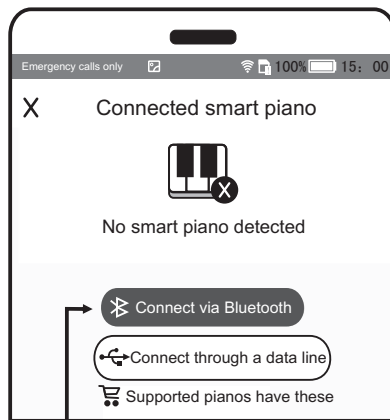 Emergency calls only 100% 15: 00
X Connected smart piano
X
No smart piano detected
Connect via Bluetooth
Connect through a data line
Supported pianos have these